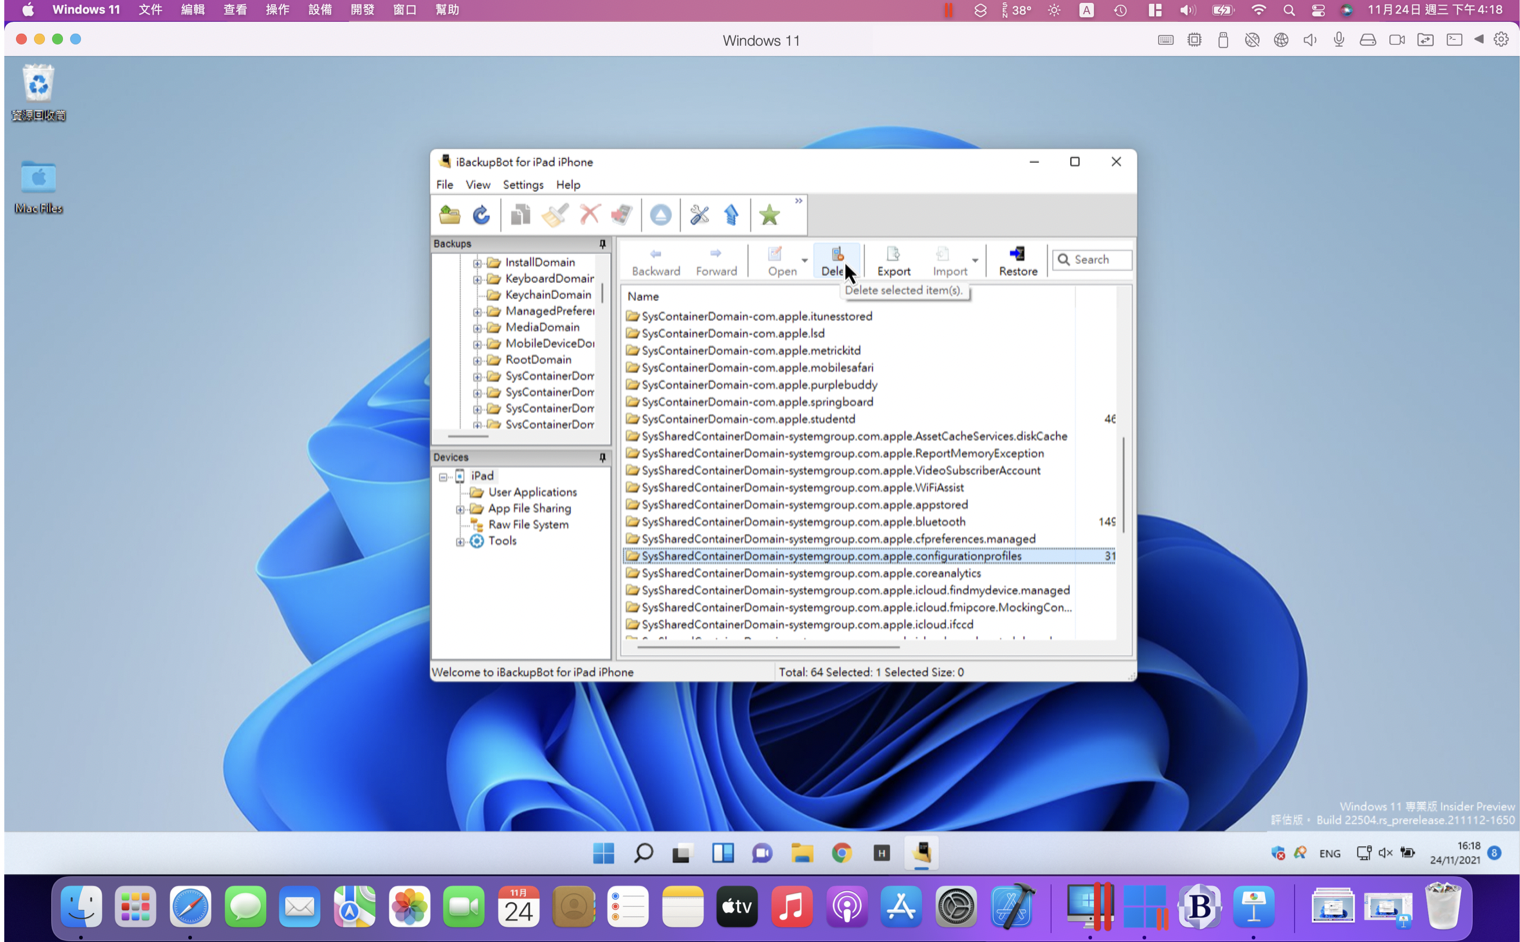 Windows 11 文件 編輯 查看 操作 設備 開發 窗口 幫助 SEN 38° A 11月24日 週三 下午4:18
Windows 11
資源回收筒
Mac Files
iBackupBot for iPad iPhone
File View Settings Help
»
Backups
InstallDomain
KeyboardDomain
KeychainDomain
ManagedPreferen
MediaDomain
MobileDeviceDo
RootDomain
SysContainerDom
SysContainerDom
SysContainerDom
SysContainerDom
Devices
iPad
User Applications
App File Sharing
Raw File System
Tools
Backward Forward Open Dele Export Import Restore Search
Delete selected item(s).
Name
SysContainerDomain-com.apple.itunesstored
SysContainerDomain-com.apple.lsd
SysContainerDomain-com.apple.metrickitd
SysContainerDomain-com.apple.mobilesafari
SysContainerDomain-com.apple.purplebuddy
SysContainerDomain-com.apple.springboard
SysContainerDomain-com.apple.studentd 46
SysSharedContainerDomain-systemgroup.com.apple.AssetCacheServices.diskCache
SysSharedContainerDomain-systemgroup.com.apple.ReportMemoryException
SysSharedContainerDomain-systemgroup.com.apple.VideoSubscriberAccount
SysSharedContainerDomain-systemgroup.com.apple.WiFiAssist
SysSharedContainerDomain-systemgroup.com.apple.appstored
SysSharedContainerDomain-systemgroup.com.apple.bluetooth 149
SysSharedContainerDomain-systemgroup.com.apple.cfpreferences.managed
SysSharedContainerDomain-systemgroup.com.apple.configurationprofiles 31
SysSharedContainerDomain-systemgroup.com.apple.coreanalytics
SysSharedContainerDomain-systemgroup.com.apple.icloud.findmydevice.managed
SysSharedContainerDomain-systemgroup.com.apple.icloud.fmipcore.MockingCon...
SysSharedContainerDomain-systemgroup.com.apple.icloud.ifccd
Welcome to iBackupBot for iPad iPhone Total: 64 Selected: 1 Selected Size: 0
Windows 11 專業版 Insider Preview
評估版。 Build 22504.rs_prerelease.211112-1650
H
ENG
16:18
24/11/2021
8
11月
24
tv
B